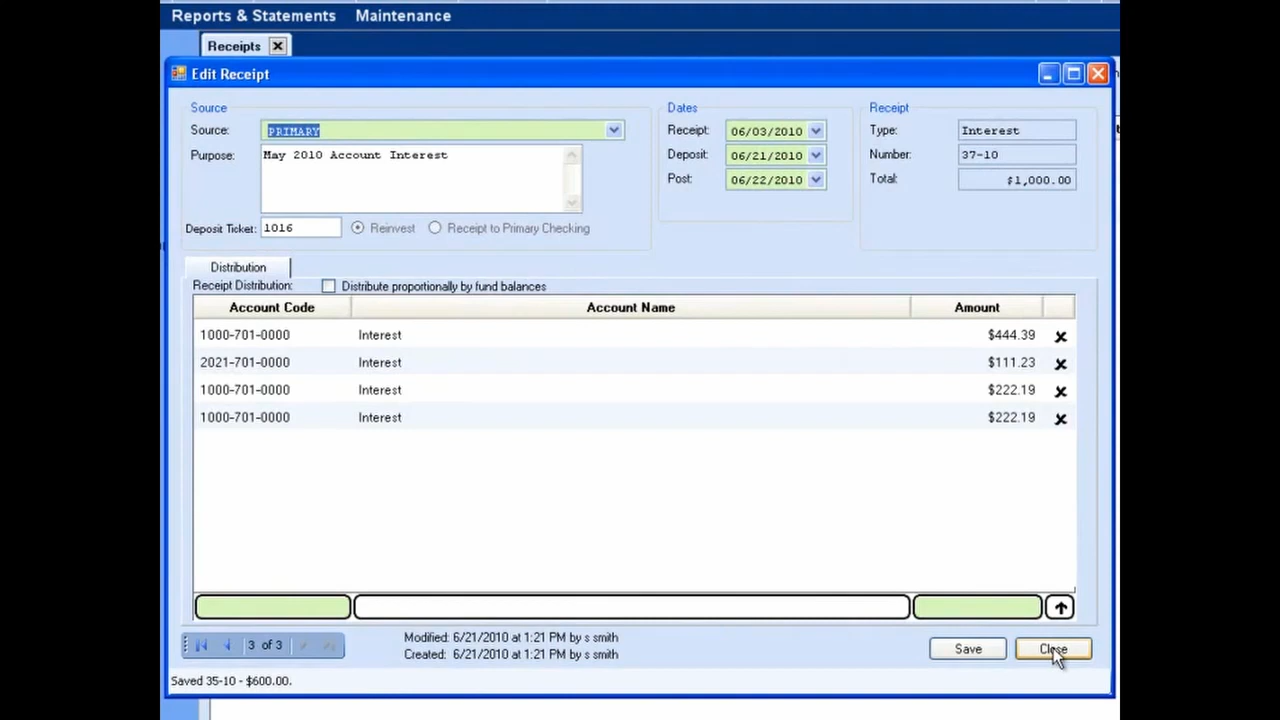 Reports & Statements Maintenance
Receipts
Edit Receipt
Source Dates Receipt
Source: PRIMARY Receipt: 06/03/2010 Type: Interest
Purpose: May 2010 Account Interest Deposit: 06/21/2010 Number: 37-10
Post: 06/22/2010 Total: $1,000.00
Deposit Ticket: 1016 Reinvest Receipt to Primary Checking
Distribution
Receipt Distribution: Distribute proportionally by fund balances
Account Code Account Name Amount
1000-701-0000 Interest $444.39
2021-701-0000 Interest $111.23
1000-701-0000 Interest $222.19
1000-701-0000 Interest $222.19
3 of 3 Modified: 6/21/2010 at 1:21 PM by s smith Save Close
Created: 6/21/2010 at 1:21 PM by s smith
Saved 35-10 - $600.00.